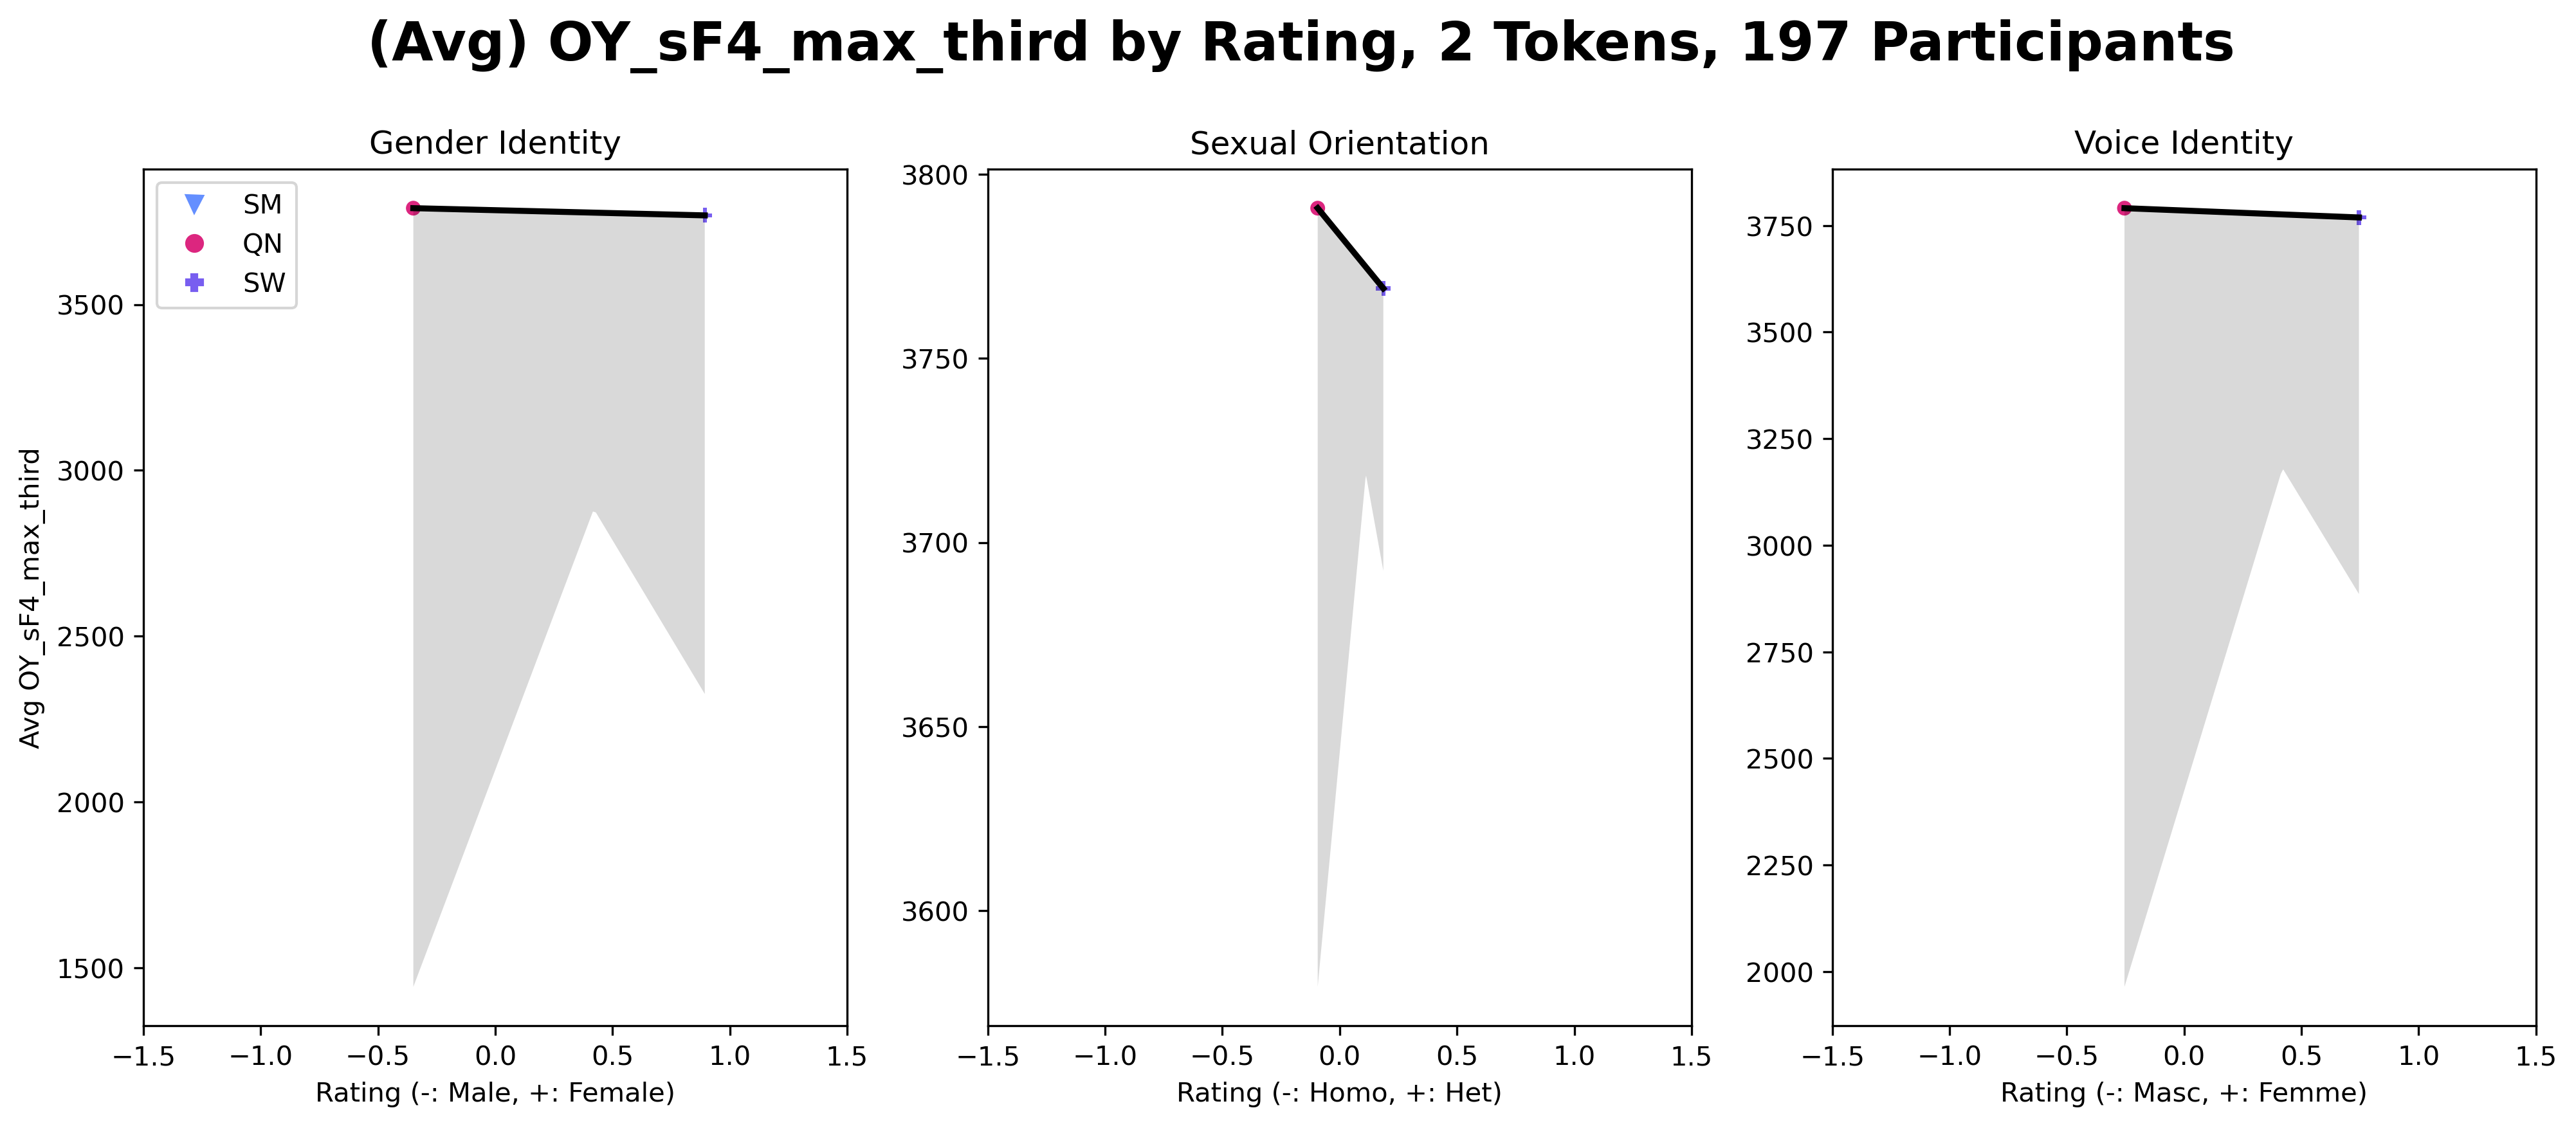 (Avg) OY_sF4_max_third by Rating, 2 Tokens, 197 Participants
Gender Identity
SM
QN
SW
3500
3000
2500
2000
1500
Avg OY_sF4_max_third
−1.5 −1.0 −0.5 0.0 0.5 1.0 1.5
Rating (-: Male, +: Female)
Sexual Orientation
3800
3750
3700
3650
3600
−1.5 −1.0 −0.5 0.0 0.5 1.0 1.5
Rating (-: Homo, +: Het)
Voice Identity
3750
3500
3250
3000
2750
2500
2250
2000
−1.5 −1.0 −0.5 0.0 0.5 1.0 1.5
Rating (-: Masc, +: Femme)